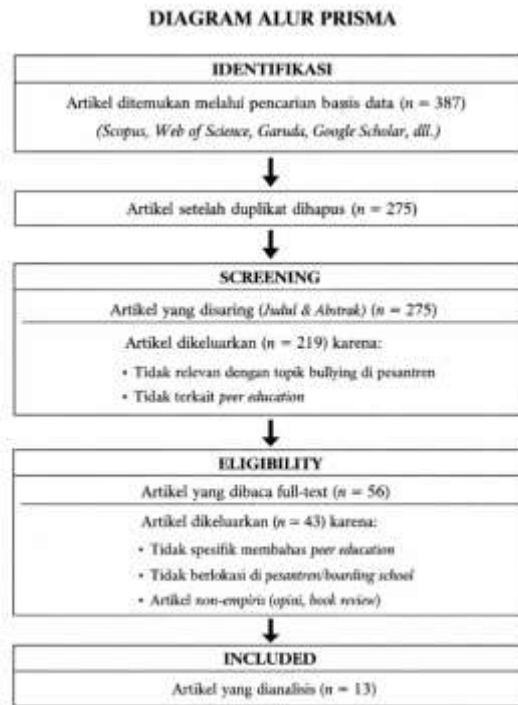 DIAGRAM ALUR PRISMA
IDENTIFIKASI
Artikel ditemukan melalui pencarian basis data (n = 387)
(Scopus, Web of Science, Garuda, Google Scholar, dll.)
Artikel setelah duplikat dihapus (n = 275)
SCREENING
Artikel yang disaring (Judul & Abstrak) (n = 275)
Artikel dikeluarkan (n = 219) karena:
• Tidak relevan dengan topik bullying di pesantren
• Tidak terkait peer education
ELIGIBILITY
Artikel yang dibaca full-text (n = 56)
Artikel dikeluarkan (n = 43) karena:
• Tidak spesifik membahas peer education
• Tidak berlokasi di pesantren/boarding school
• Artikel non-empiris (opini, book review)
INCLUDED
Artikel yang dianalisis (n = 13)